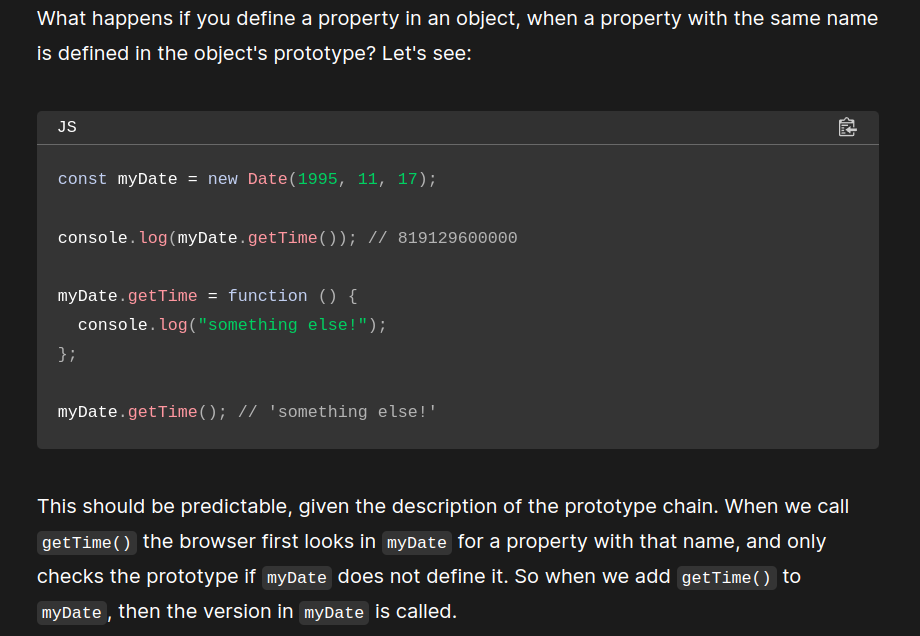 What happens if you define a property in an object, when a property with the same name
is defined in the object's prototype? Let's see:
JS
const myDate = new Date(1995, 11, 17);
console.log(myDate.getTime()); // 819129600000
myDate.getTime = function () {
  console.log("something else!");
};
myDate.getTime(); // 'something else!'
This should be predictable, given the description of the prototype chain. When we call
getTime() the browser first looks in myDate for a property with that name, and only
checks the prototype if myDate does not define it. So when we add getTime() to
myDate, then the version in myDate is called.